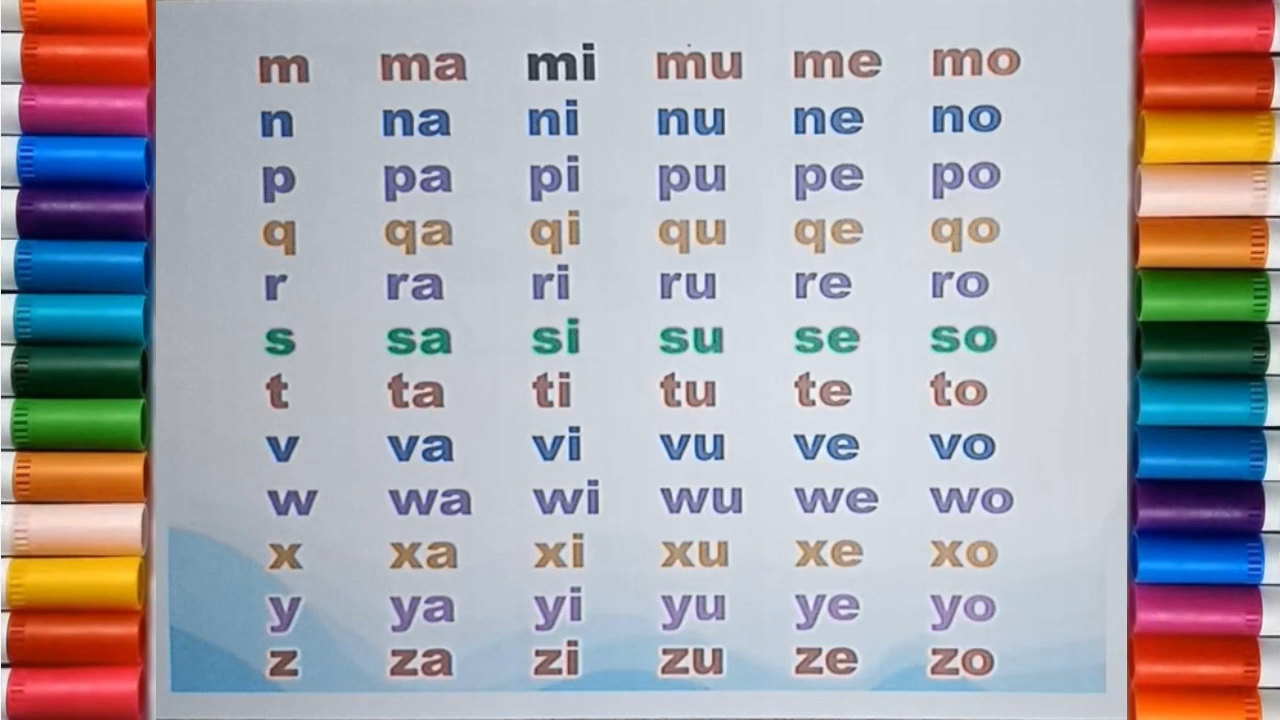 m ma mi mu me mo
n na ni nu ne no
p pa pi pu pe po
q qa qi qu qe qo
r ra ri ru re ro
s sa si su se so
t ta ti tu te to
v va vi vu ve vo
w wa wi wu we wo
x xa xi xu xe xo
y ya yi yu ye yo
z za zi zu ze zo